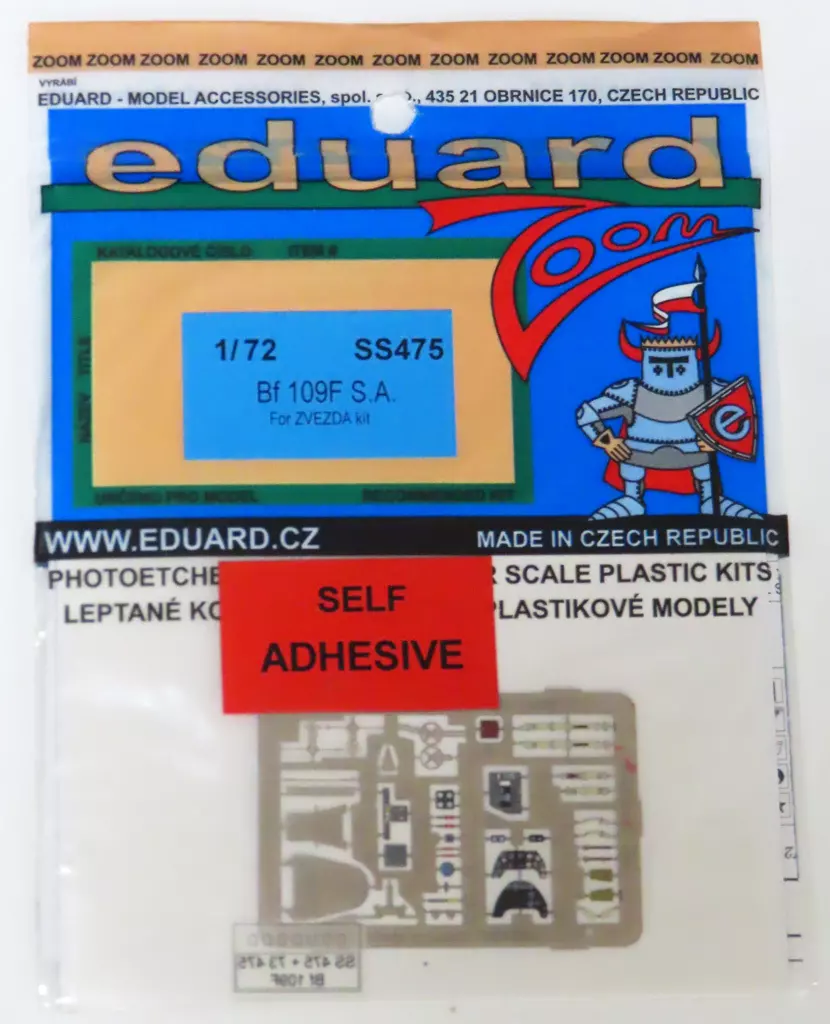 ZOOM ZOOM ZOOM ZOOM ZOOM ZOOM ZOOM ZOOM ZOOM ZOOM ZOOM ZOOM ZOOM
VYRÁBÍ
EDUARD - MODEL ACCESSORIES, spol. s r.o., 435 21 OBRNICE 170, CZECH REPUBLIC
eduard
Zoom
KATALOGOVÉ ČÍSLO ITEM #
NÁZEV TITLE
1/72 SS475
Bf 109F S.A.
For ZVEZDA kit
e
URČENO PRO MODEL RECOMMENDED KIT
WWW.EDUARD.CZ MADE IN CZECH REPUBLIC
PHOTOETCHE R SCALE PLASTIC KITS
LEPTANÉ KO PLASTIKOVÉ MODELY
SELF
ADHESIVE
eduard
SS 475 + 73 475
Bf 109F